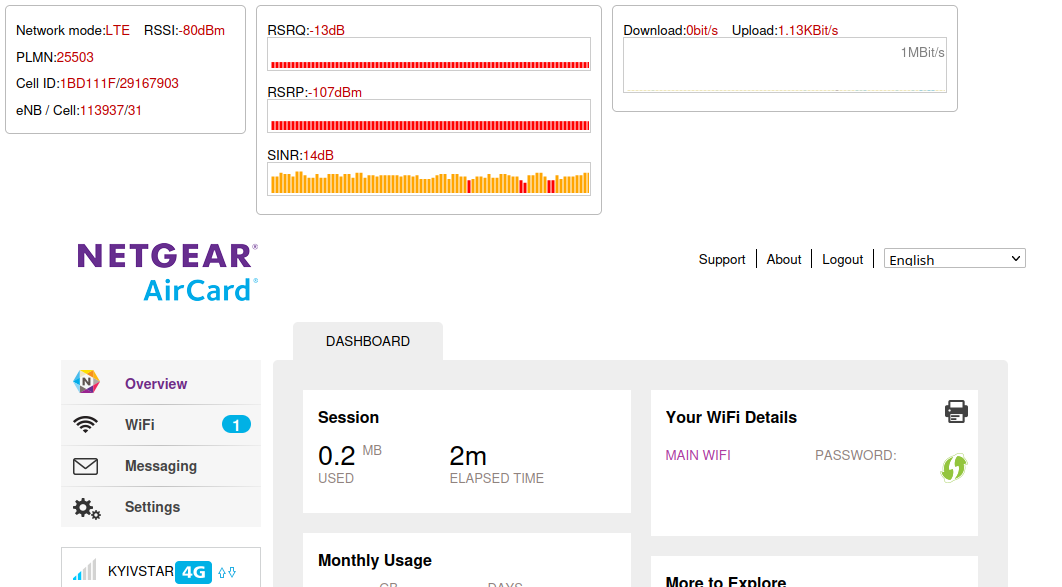 Network mode:LTE RSSI:-80dBm
PLMN:25503
Cell ID:1BD111F/29167903
eNB / Cell:113937/31
RSRQ:-13dB
RSRP:-107dBm
SINR:14dB
Download:0bit/s Upload:1.13KBit/s
1MBit/s
NETGEAR®
AirCard®
Support About Logout English
DASHBOARD
Overview
WiFi 1
Messaging
Settings
KYIVSTAR 4G
Session
0.2 MB 2m
USED ELAPSED TIME
Monthly Usage
GB DAYS
Your WiFi Details
MAIN WIFI PASSWORD:
More to Explore